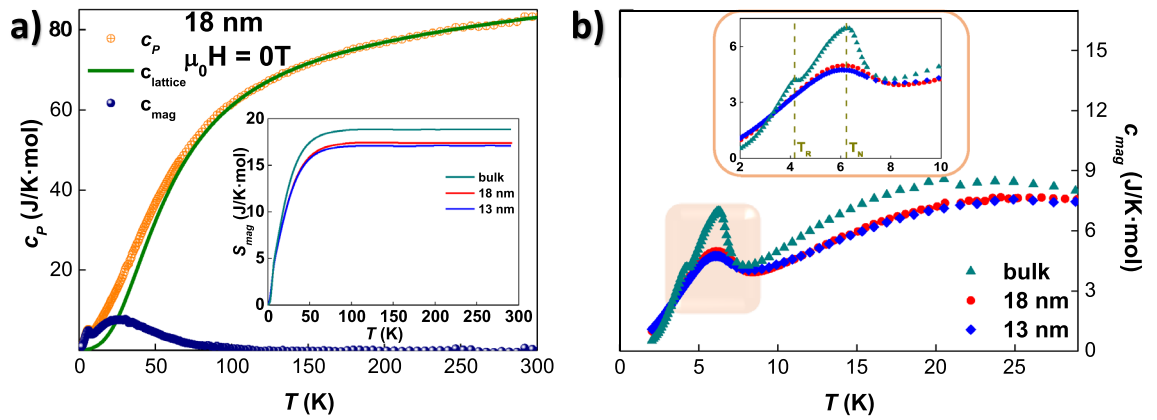 a)
18 nm
μ0H = 0T
cP
clattice
cmag
cP (J/K·mol)
80
60
40
20
0 50 100 150 200 250 300
T (K)
Smag (J/K·mol)
20
15
10
5
0
0 50 100 150 200 250 300
T (K)
bulk
18 nm
13 nm
b)
6
3
0
2 4 6 8 10
TR
TN
cmag (J/K·mol)
15
12
9
6
3
0
0 5 10 15 20 25
T (K)
bulk
18 nm
13 nm